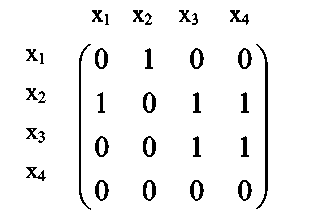 x₁ x₂ x₃ x₄
x₁ 0 1 0 0
x₂ 1 0 1 1
x₃ 0 0 1 1
x₄ 0 0 0 0